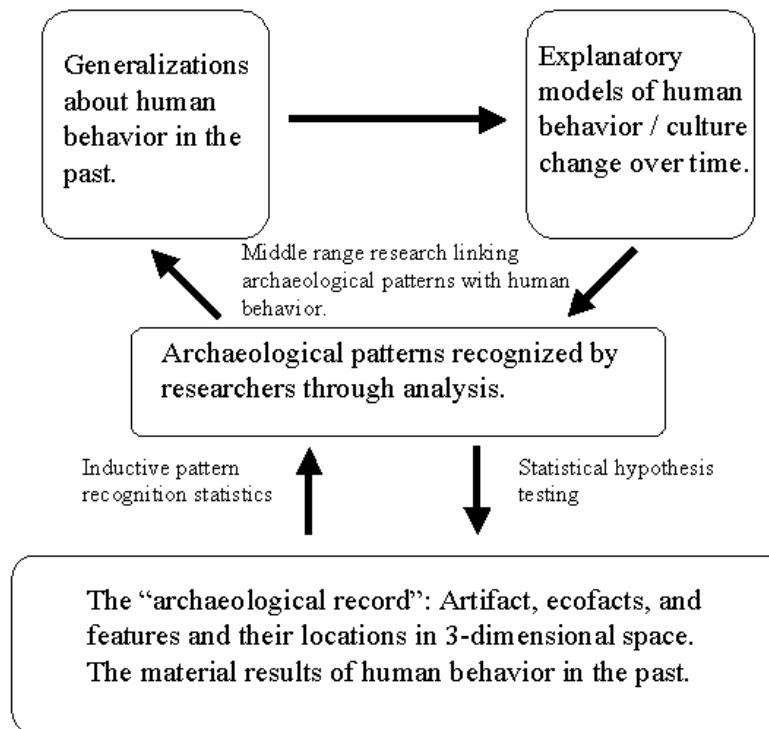 Generalizations
about human
behavior in the
past.
Explanatory
models of human
behavior / culture
change over time.
Middle range research linking
archaeological patterns with human
behavior.
Archaeological patterns recognized by
researchers through analysis.
Inductive pattern
recognition statistics
Statistical hypothesis
testing
The “archaeological record”: Artifact, ecofacts, and
features and their locations in 3-dimensional space.
The material results of human behavior in the past.